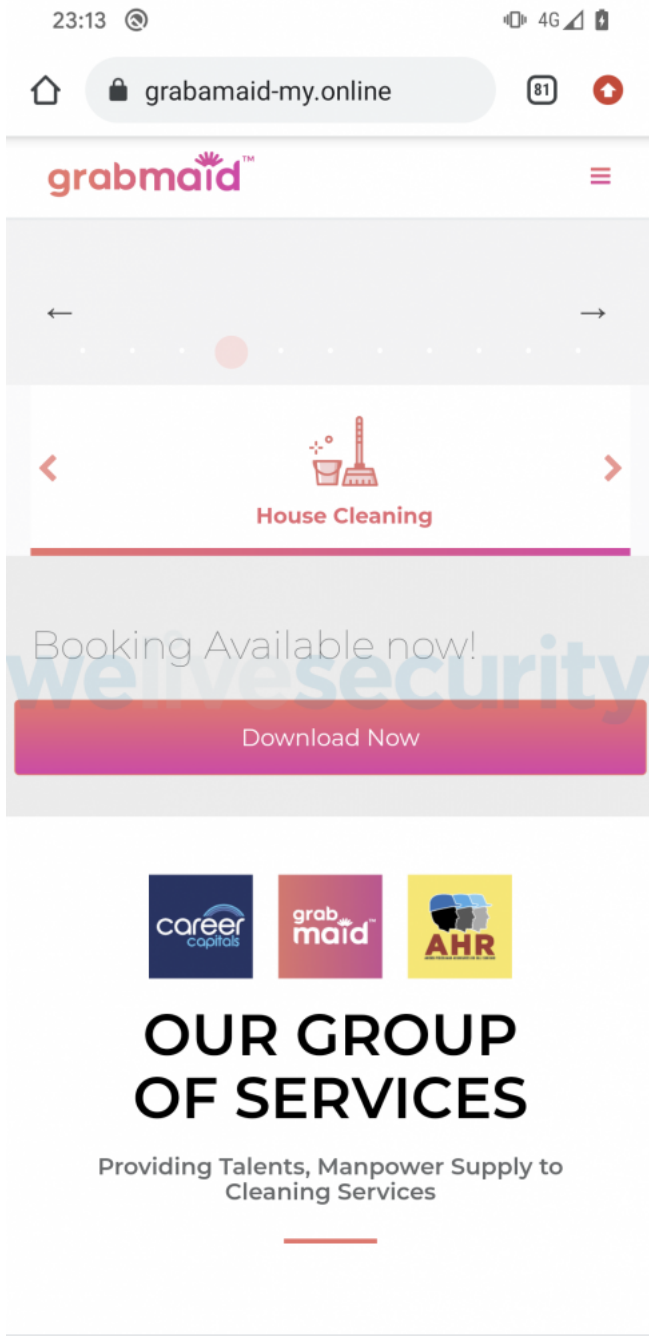 23:13
4G
grabamaid-my.online
81
grabmaid™
House Cleaning
Booking Available now!
welivesecurity
Download Now
career
capitals
grab
maid™
AHR
OUR GROUP
OF SERVICES
Providing Talents, Manpower Supply to
Cleaning Services